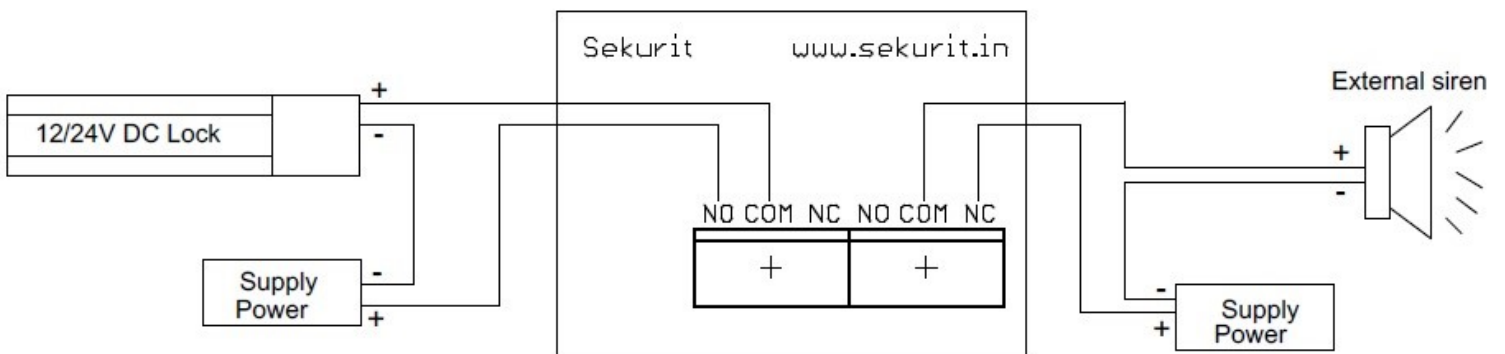 Sekurit www.sekurit.in
External siren
+
12/24V DC Lock
-
+
-
NO COM NC NO COM NC
+ +
Supply
Power
-
+
Supply
Power
-
+